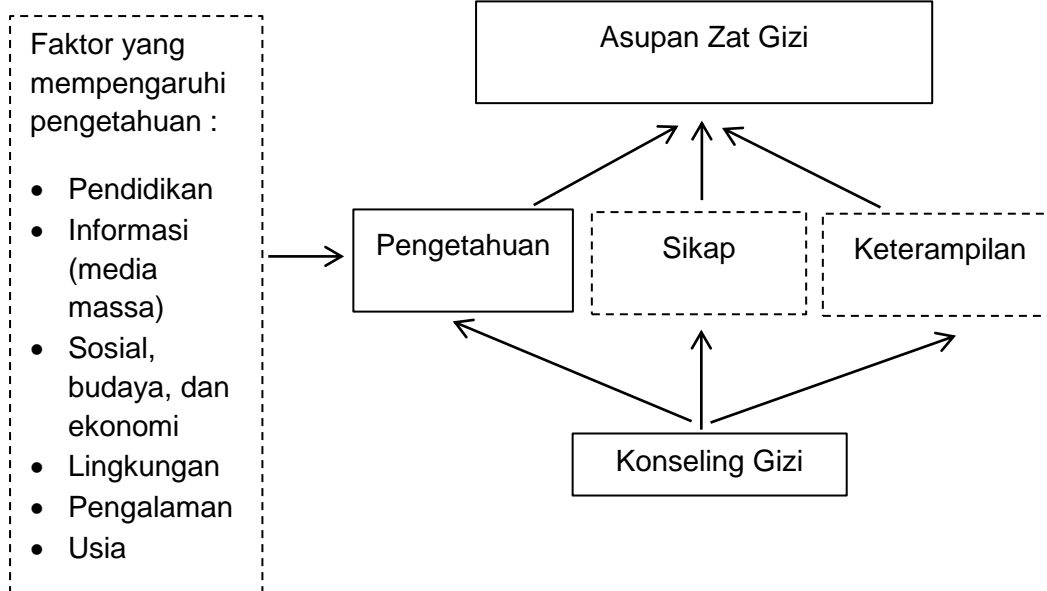 Faktor yang
mempengaruhi
pengetahuan :
• Pendidikan
• Informasi
(media
massa)
• Sosial,
budaya, dan
ekonomi
• Lingkungan
• Pengalaman
• Usia
Asupan Zat Gizi
Pengetahuan
Sikap
Keterampilan
Konseling Gizi